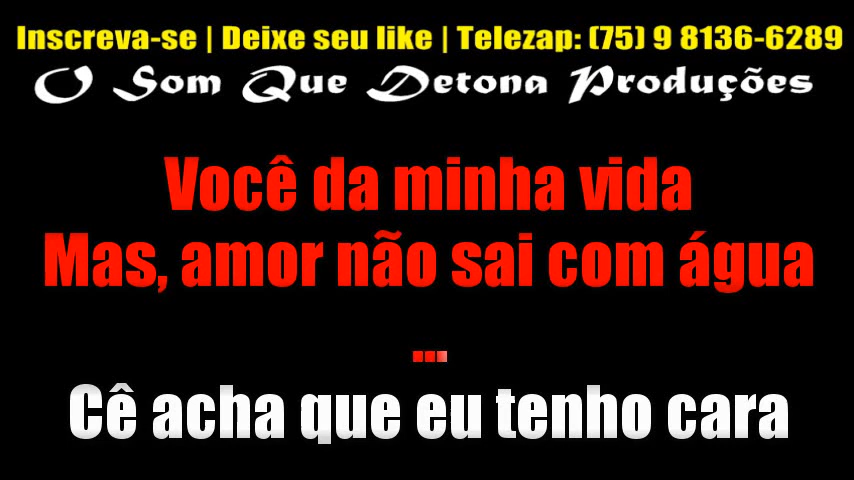 Inscreva-se | Deixe seu like | Telezap: (75) 9 8136-6289
O Som Que Detona Produções
Você da minha vida
Mas, amor não sai com água
...
Cê acha que eu tenho cara